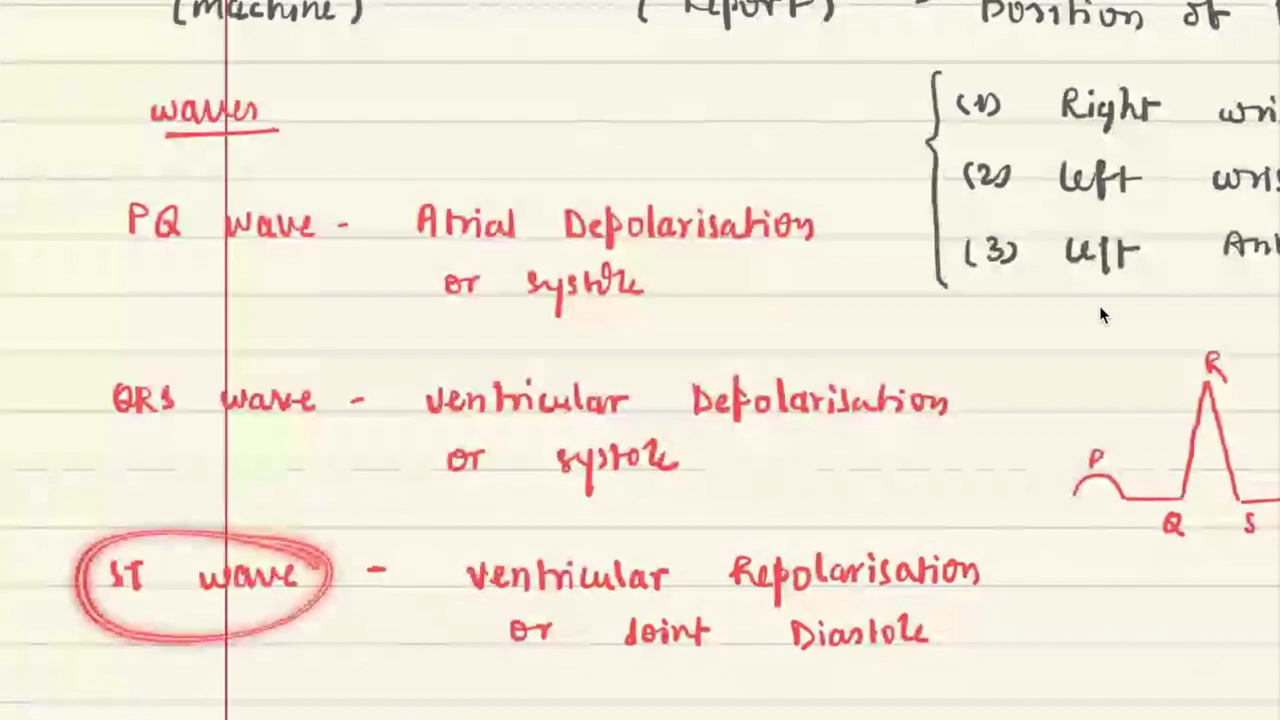 (Machine) (Report) - Position of
waves
(1) Right
(2) Left
(3) Left
PQ wave - Atrial Depolarisation
or systole
QRS wave - ventricular Depolarisation
or systole
ST wave - ventricular Repolarisation
or Joint Diastole
R
P
Q S